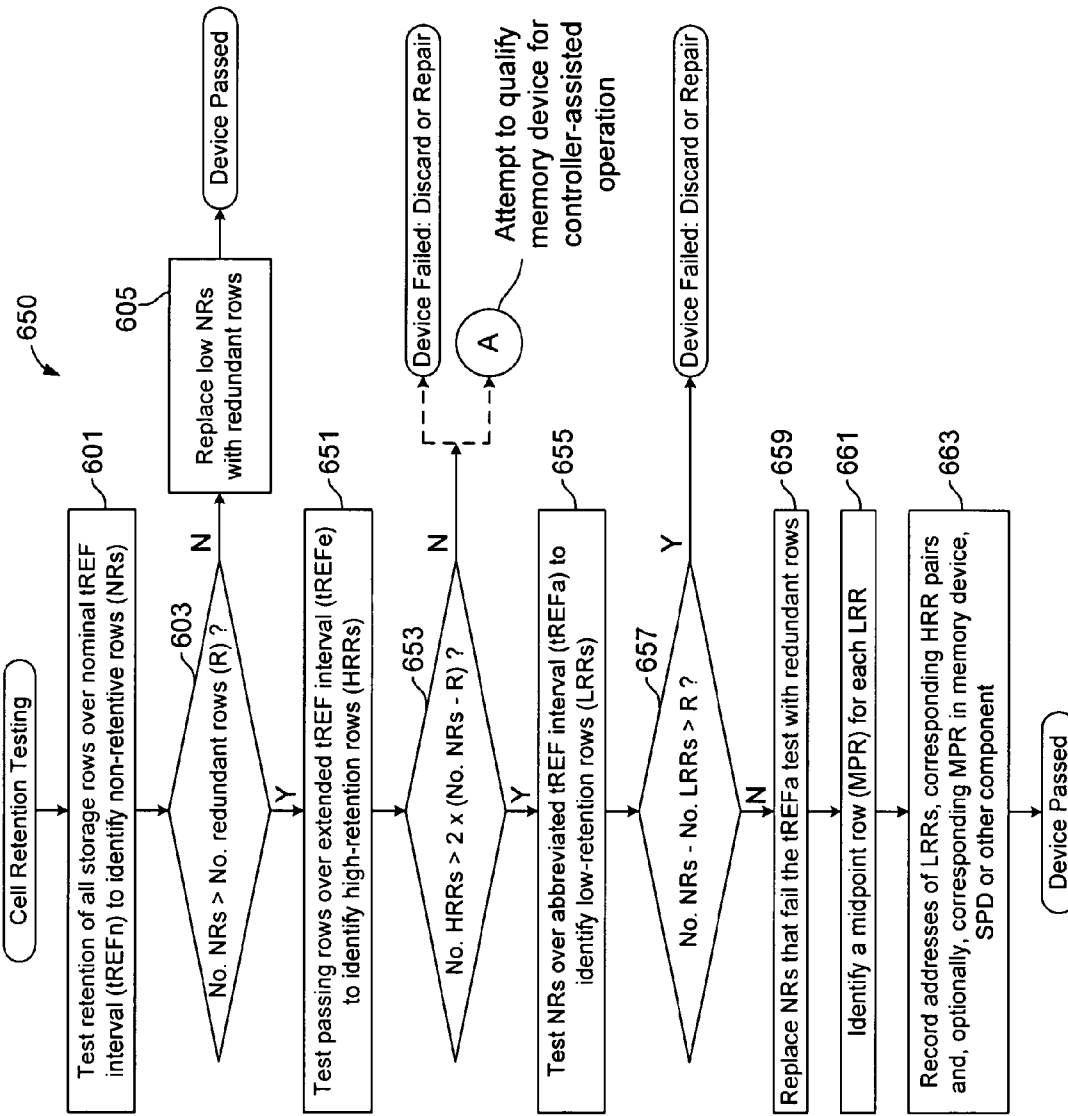 650
Cell Retention Testing
Test retention of all storage rows over nominal tREF
interval (tREFn) to identify non-retentive rows (NRs)
601
603
No. NRs > No. redundant rows (R) ?
N
Y
605
Replace low NRs
with redundant rows
Device Passed
Test passing rows over extended tREF interval (tREFe)
to identify high-retention rows (HRRs)
651
653
No. HRRs > 2 x (No. NRs - R) ?
N
Y
Device Failed: Discard or Repair
A
Attempt to qualify
memory device for
controller-assisted
operation
Test NRs over abbreviated tREF interval (tREFa) to
identify low-retention rows (LRRs)
655
657
No. NRs - No. LRRs > R ?
Y
N
Device Failed: Discard or Repair
Replace NRs that fail the tREFa test with redundant rows
659
Identify a midpoint row (MPR) for each LRR
661
Record addresses of LRRs, corresponding HRR pairs
and, optionally, corresponding MPR in memory device,
SPD or other component
663
Device Passed